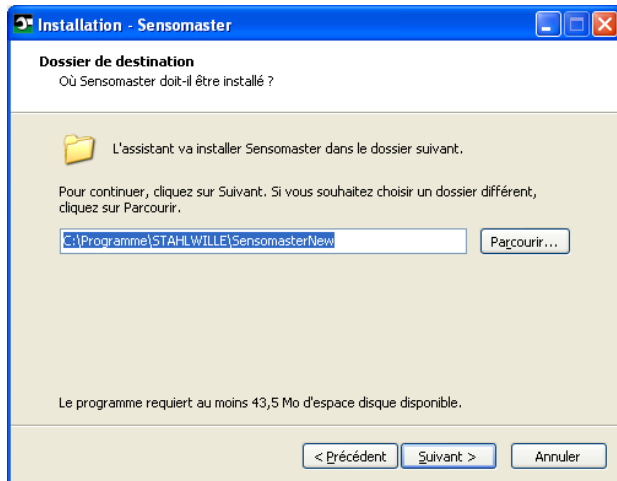 Installation - Sensomaster
Dossier de destination
Où Sensomaster doit-il être installé ?
L'assistant va installer Sensomaster dans le dossier suivant.
Pour continuer, cliquez sur Suivant. Si vous souhaitez choisir un dossier différent,
cliquez sur Parcourir.
C:\Programme\STAHLWILLE\SensomasterNew
Parcourir...
Le programme requiert au moins 43,5 Mo d'espace disque disponible.
< Précédent
Suivant >
Annuler